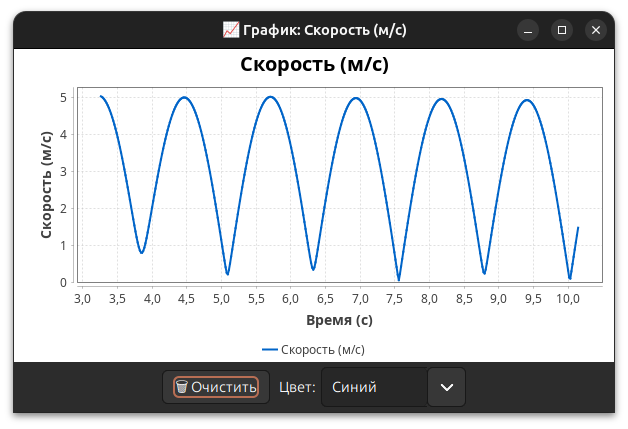 📈 График: Скорость (м/с)
Скорость (м/с)
Скорость (м/с)
5
4
3
2
1
0
3,0 3,5 4,0 4,5 5,0 5,5 6,0 6,5 7,0 7,5 8,0 8,5 9,0 9,5 10,0
Время (с)
Скорость (м/с)
🗑 Очистить Цвет: Синий